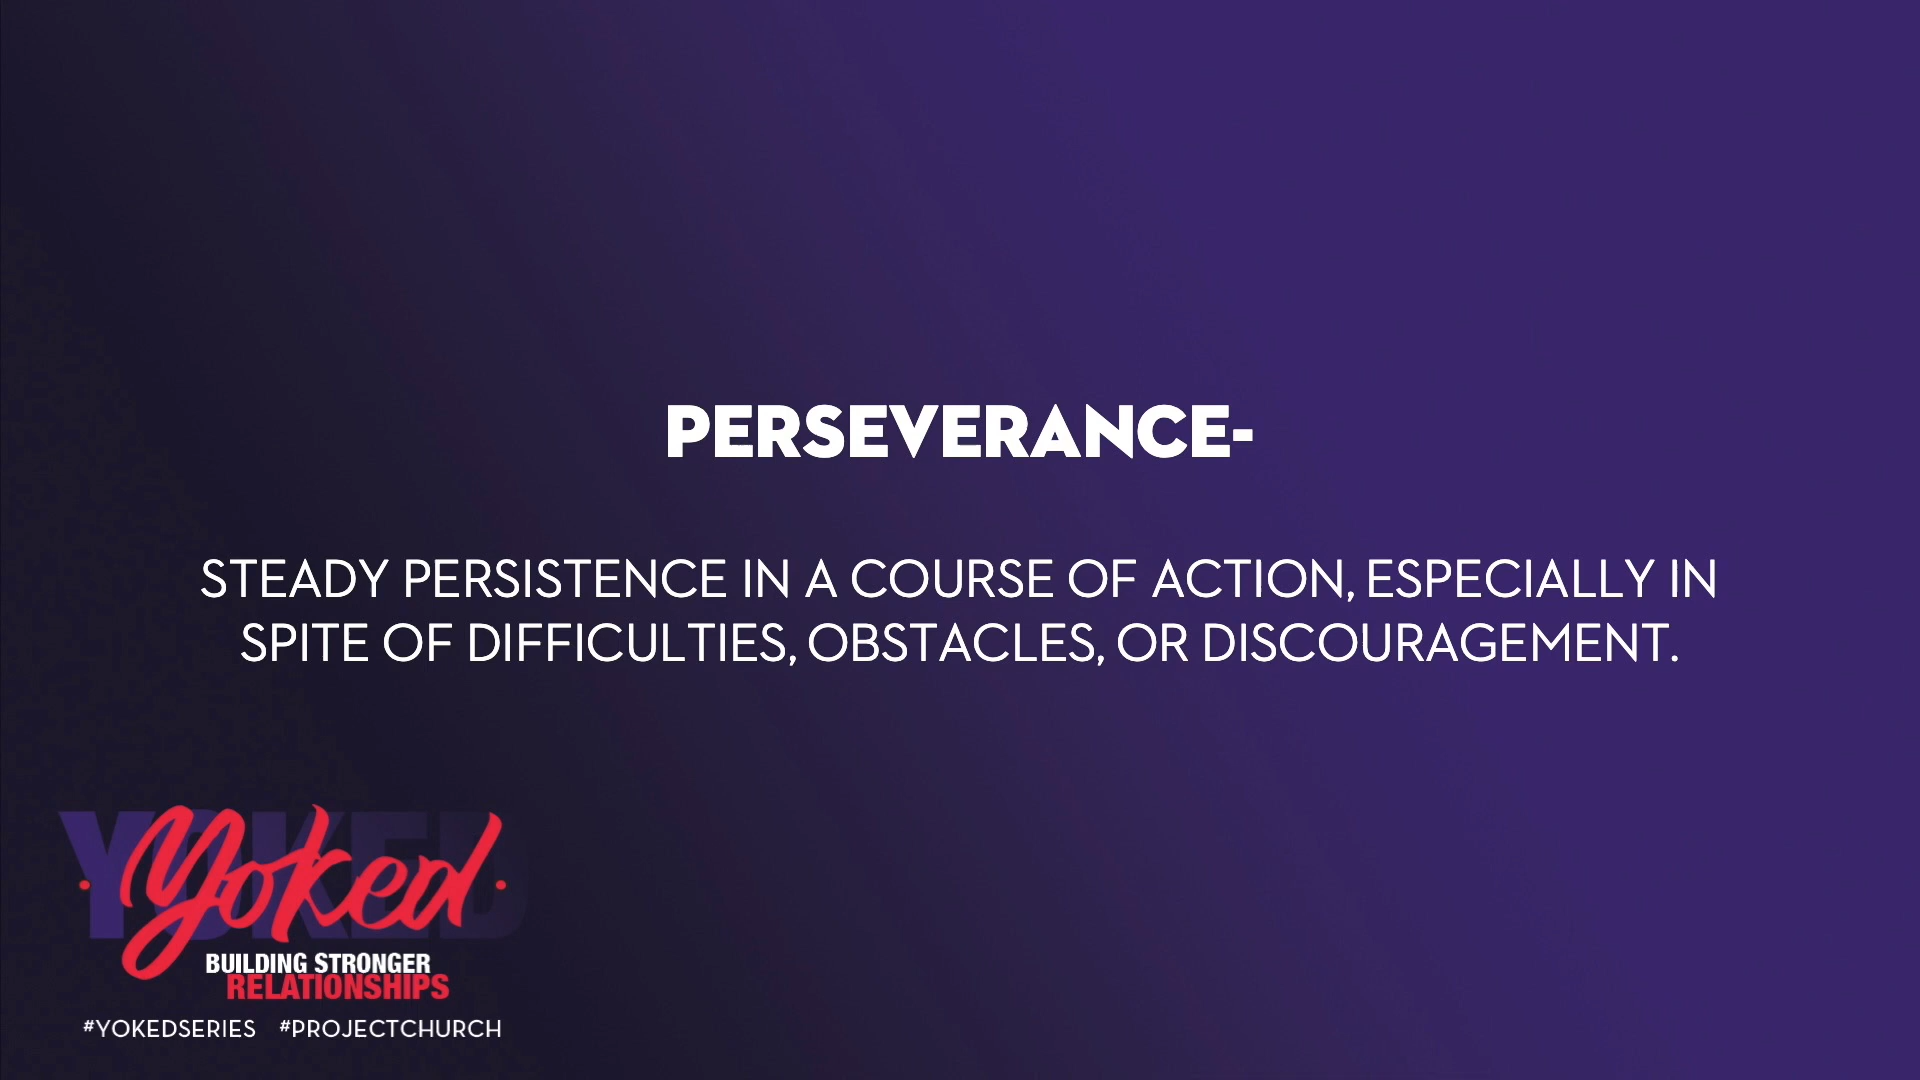 PERSEVERANCE-
STEADY PERSISTENCE IN A COURSE OF ACTION, ESPECIALLY IN
SPITE OF DIFFICULTIES, OBSTACLES, OR DISCOURAGEMENT.
YOKED
Yoked
BUILDING STRONGER
RELATIONSHIPS
#YOKEDSERIES #PROJECTCHURCH